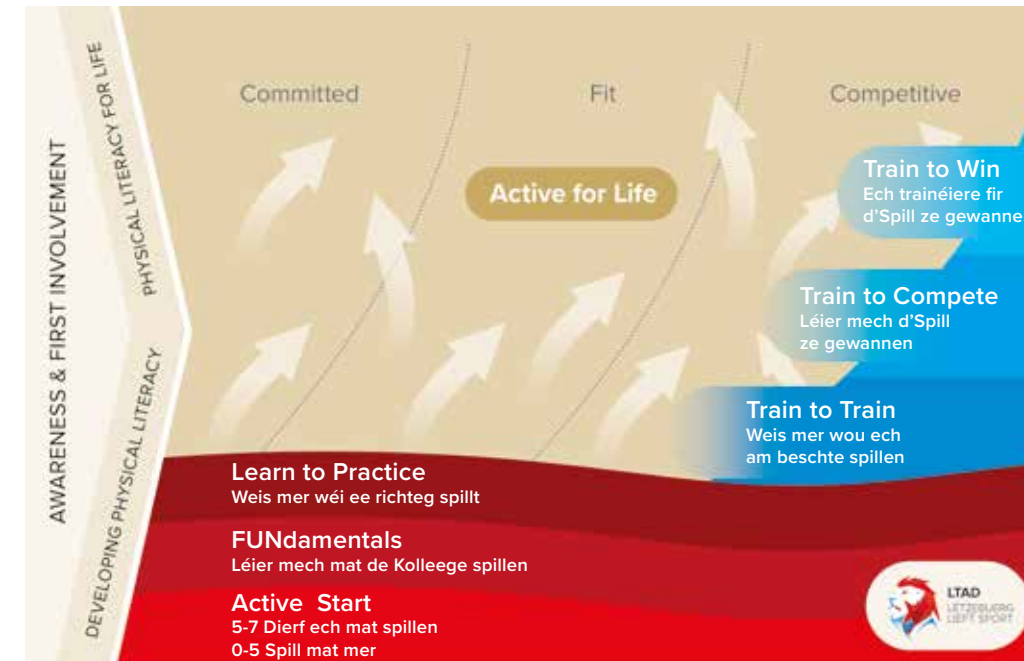 AWARENESS & FIRST INVOLVEMENT
PHYSICAL LITERACY FOR LIFE
DEVELOPING PHYSICAL LITERACY
Committed
Fit
Competitive
Active for Life
Train to Win
Ech trainéiere fir
d'Spill ze gewanne
Train to Compete
Léier mech d'Spill
ze gewannen
Train to Train
Weis mer wou ech
am beschte spillen
Learn to Practice
Weis mer wéi ee richteg spillt
FUNdamentals
Léier mech mat de Kolleege spillen
Active Start
5-7 Dierf ech mat spillen
0-5 Spill mat mer
LTAD
LËTZEBUERG
LIEFT SPORT